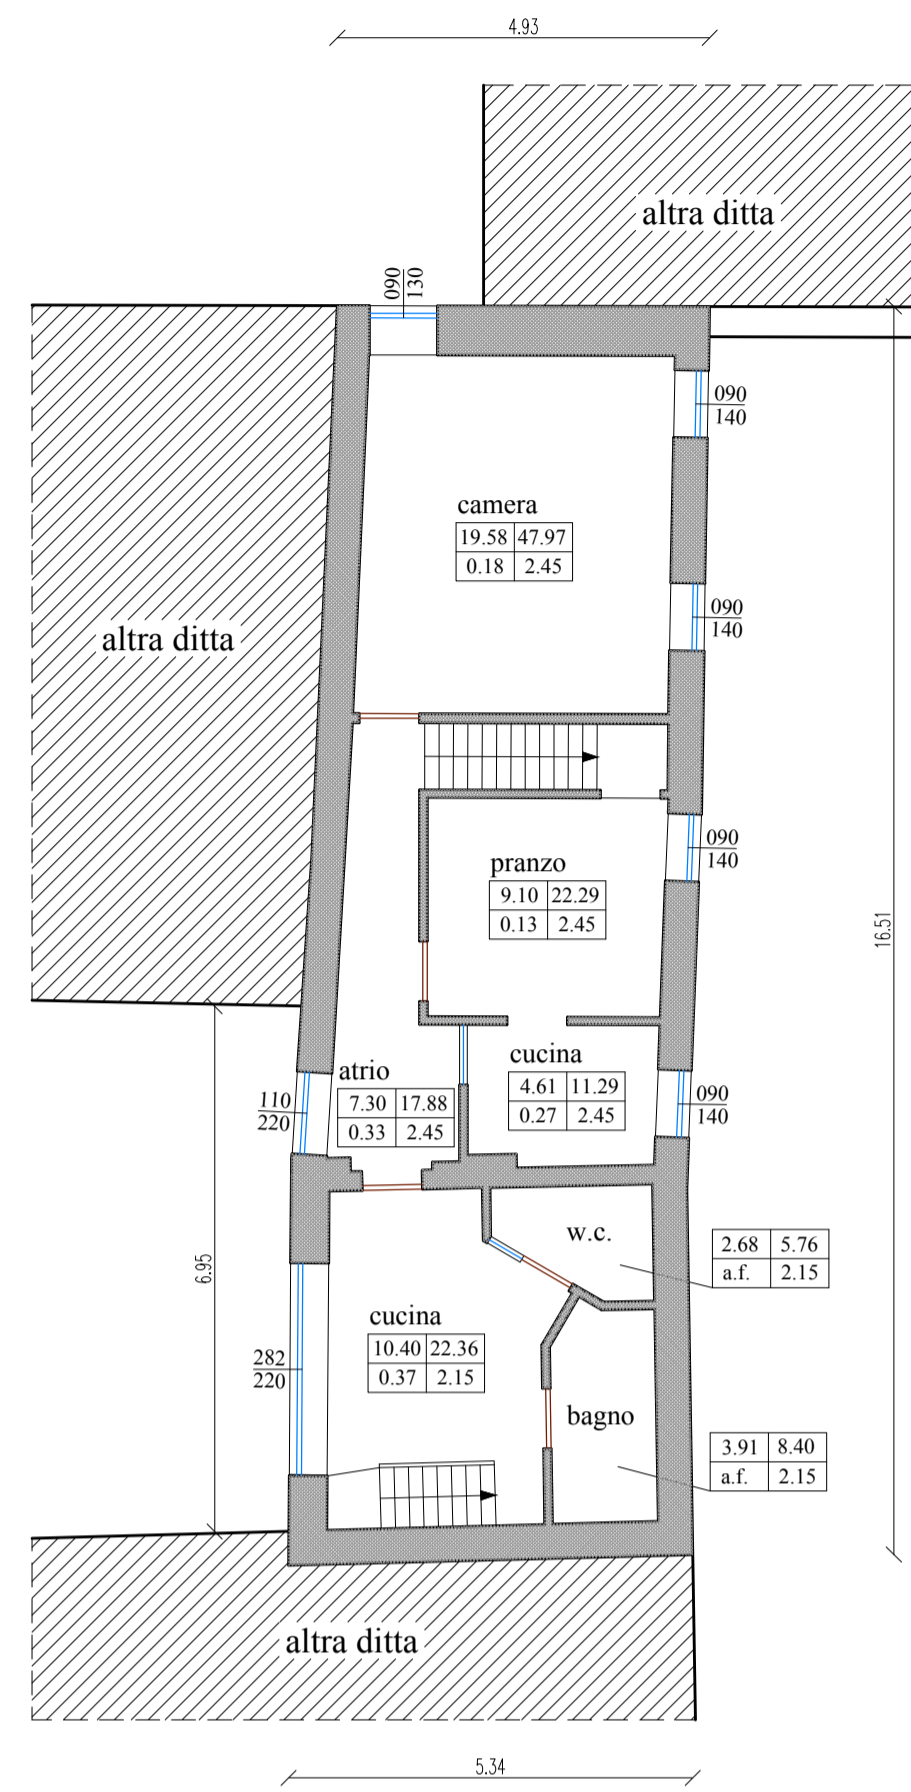 4.93
altra ditta
090
130
090
140
camera
19.58 47.97
0.18 2.45
090
140
altra ditta
090
140
pranzo
9.10 22.29
0.13 2.45
16.51
cucina
4.61 11.29
0.27 2.45
atrio
7.30 17.88
0.33 2.45
110
220
090
140
w.c.
2.68 5.76
a.f. 2.15
6.95
cucina
10.40 22.36
0.37 2.15
282
220
bagno
3.91 8.40
a.f. 2.15
altra ditta
5.34